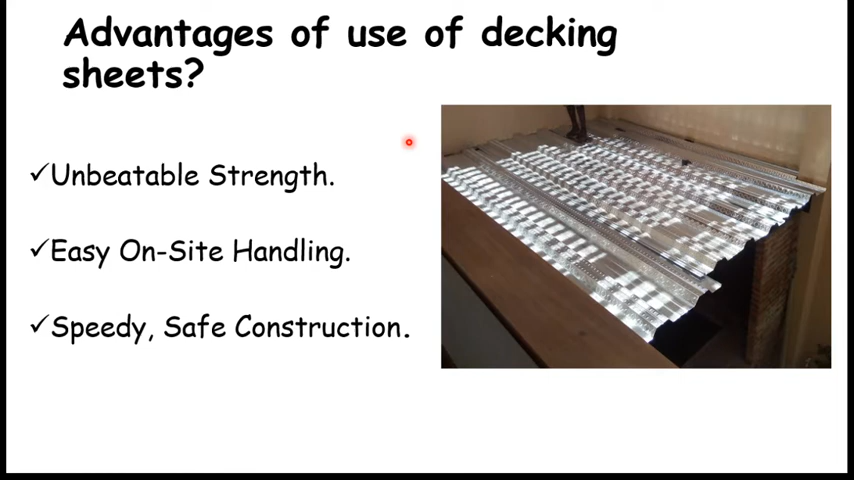 Advantages of use of decking
sheets?
✓Unbeatable Strength.
✓Easy On-Site Handling.
✓Speedy, Safe Construction.